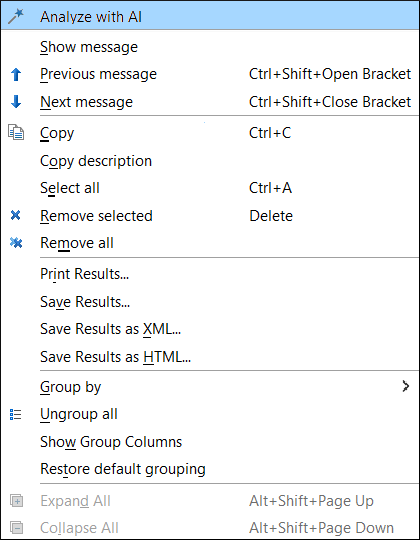 Analyze with AI
Show message
Previous message Ctrl+Shift+Open Bracket
Next message Ctrl+Shift+Close Bracket
Copy Ctrl+C
Copy description
Select all Ctrl+A
Remove selected Delete
Remove all
Print Results...
Save Results...
Save Results as XML...
Save Results as HTML...
Group by
Ungroup all
Show Group Columns
Restore default grouping
Expand All Alt+Shift+Page Up
Collapse All Alt+Shift+Page Down